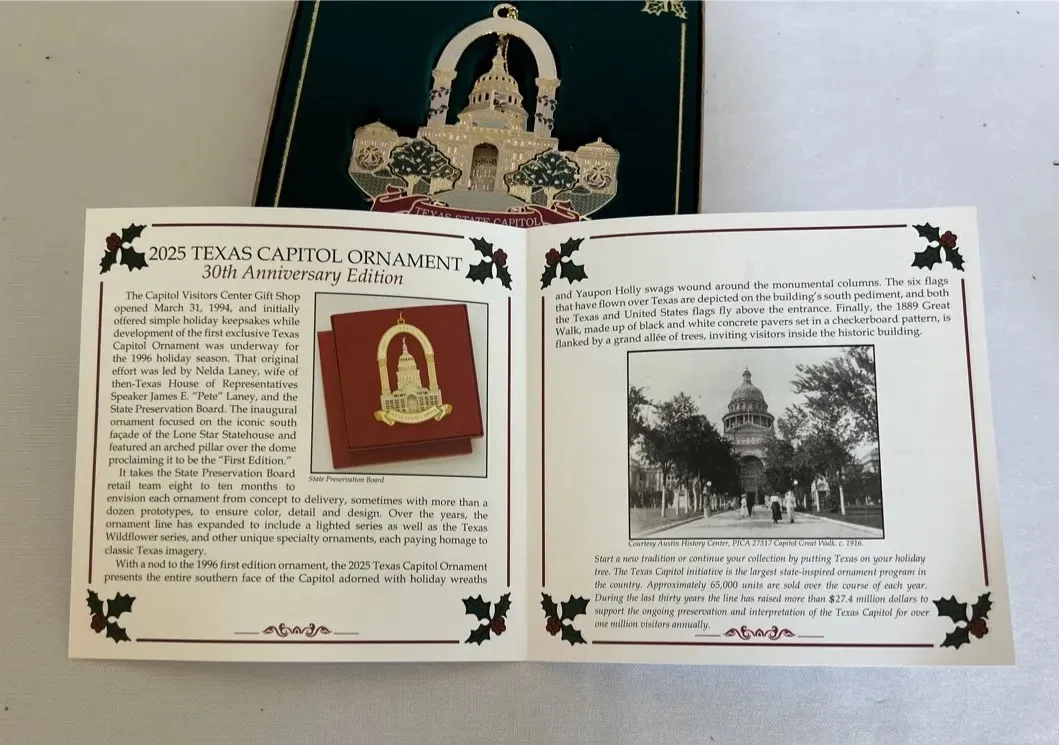 TEXAS STATE CAPITOL
2025 TEXAS CAPITOL ORNAMENT
30th Anniversary Edition
The Capitol Visitors Center Gift Shop
opened March 31, 1994, and initially
offered simple holiday keepsakes while
development of the first exclusive Texas
Capitol Ornament was underway for
the 1996 holiday season. That original
effort was led by Nelda Laney, wife of
then-Texas House of Representatives
Speaker James E. "Pete" Laney, and the
State Preservation Board. The inaugural
ornament focused on the iconic south
façade of the Lone Star Statehouse and
featured an arched pillar over the dome
proclaiming it to be the "First Edition."
It takes the State Preservation Board
retail team eight to ten months to
envision each ornament from concept to delivery, sometimes with more than a
dozen prototypes, to ensure color, detail and design. Over the years, the
ornament line has expanded to include a lighted series as well as the Texas
Wildflower series, and other unique specialty ornaments, each paying homage to
classic Texas imagery.
With a nod to the 1996 first edition ornament, the 2025 Texas Capitol Ornament
presents the entire southern face of the Capitol adorned with holiday wreaths
State Preservation Board
and Yaupon Holly swags wound around the monumental columns. The six flags
that have flown over Texas are depicted on the building's south pediment, and both
the Texas and United States flags fly above the entrance. Finally, the 1889 Great
Walk, made up of black and white concrete pavers set in a checkerboard pattern, is
flanked by a grand allée of trees, inviting visitors inside the historic building.
Courtesy Austin History Center, PICA 27317 Capitol Great Walk. c. 1916.
Start a new tradition or continue your collection by putting Texas on your holiday
tree. The Texas Capitol initiative is the largest state-inspired ornament program in
the country. Approximately 65,000 units are sold over the course of each year.
During the last thirty years the line has raised more than $27.4 million dollars to
support the ongoing preservation and interpretation of the Texas Capitol for over
one million visitors annually.